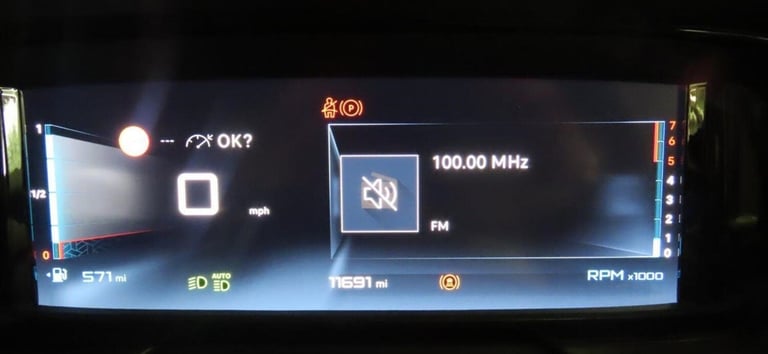 P
1
7
--- OK?
6
100.00 MHz
5
1/2
0
mph
4
3
FM
2
1
0
0
571 mi
AUTO
11691 mi
RPM x1000